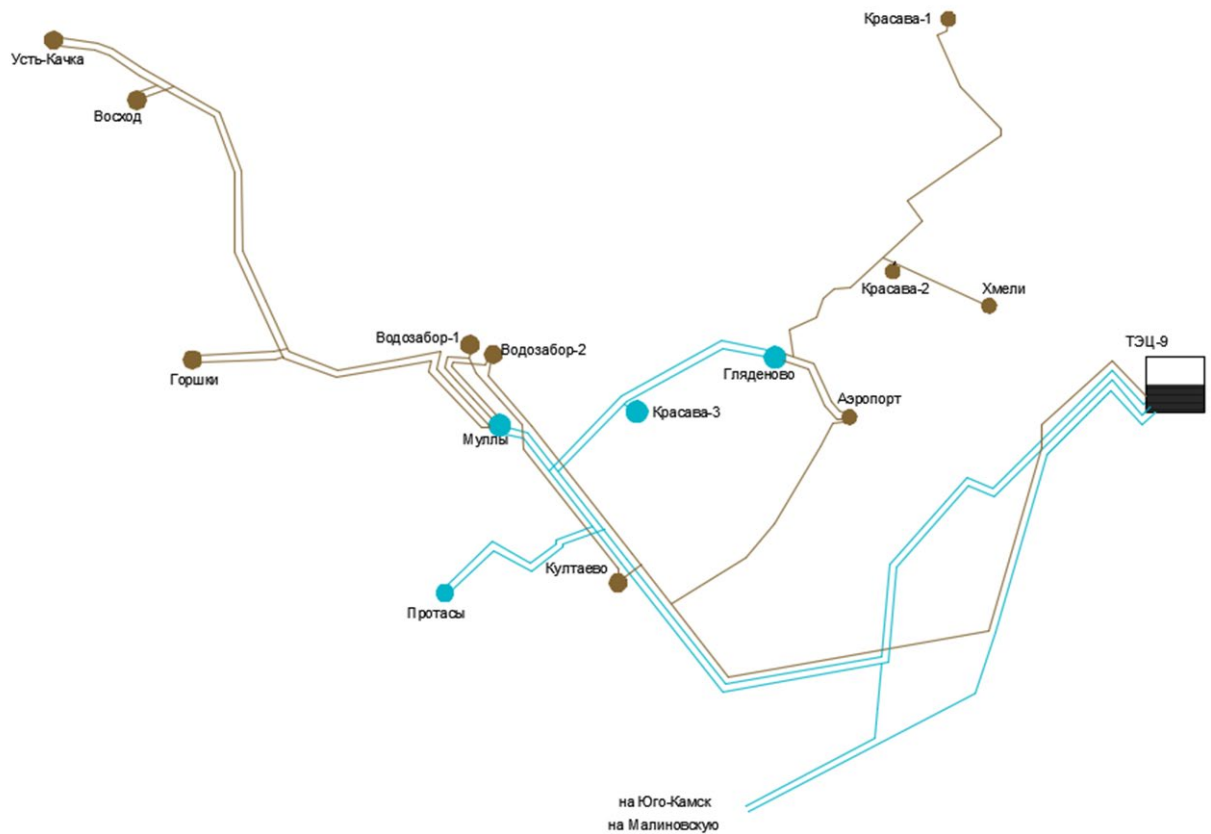 Красава-1
Усть-Качка
Восход
Красава-2
Хмели
Водозабор-1
Водозабор-2
ТЭЦ-9
Гляденово
Горшки
Аэропорт
Красава-3
Муллы
Култаево
Протасы
на Юго-Камск
на Малиновскую